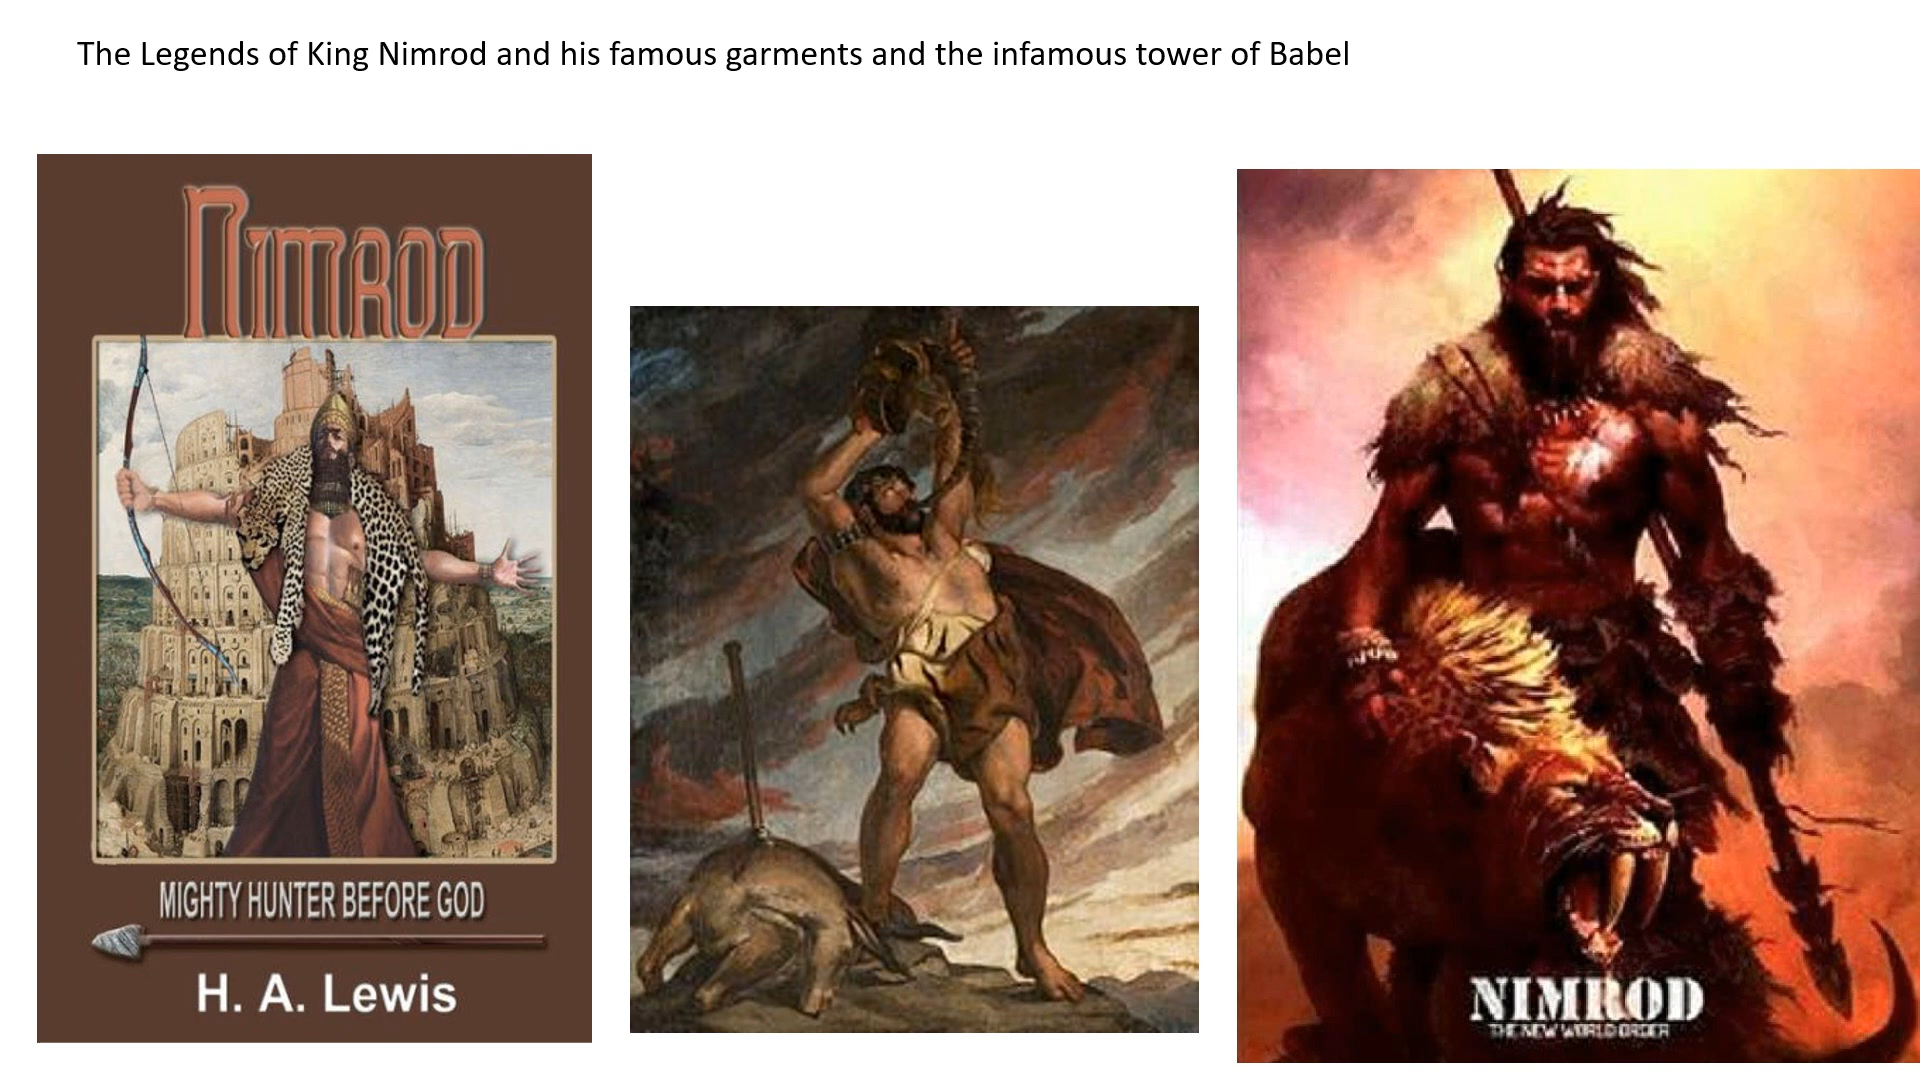 The Legends of King Nimrod and his famous garments and the infamous tower of Babel
NIMROD
MIGHTY HUNTER BEFORE GOD
H. A. Lewis
NIMROD
THE NEW WORLD ORDER